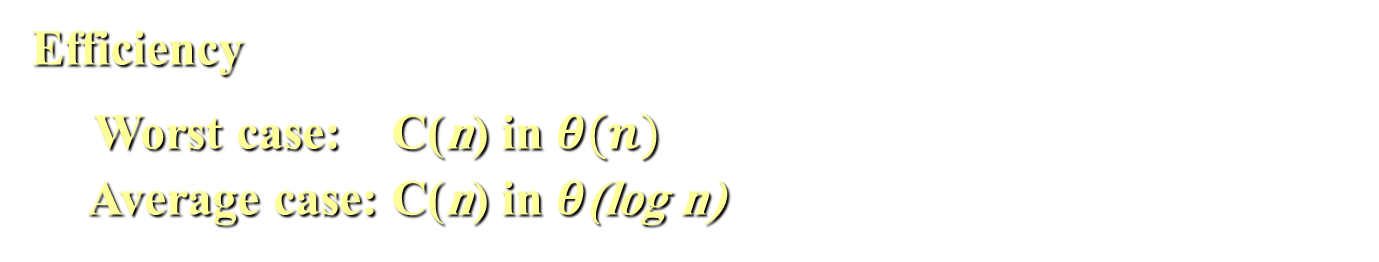 Efficiency
Worst case: C(n) in θ(n)
Average case: C(n) in θ(log n)